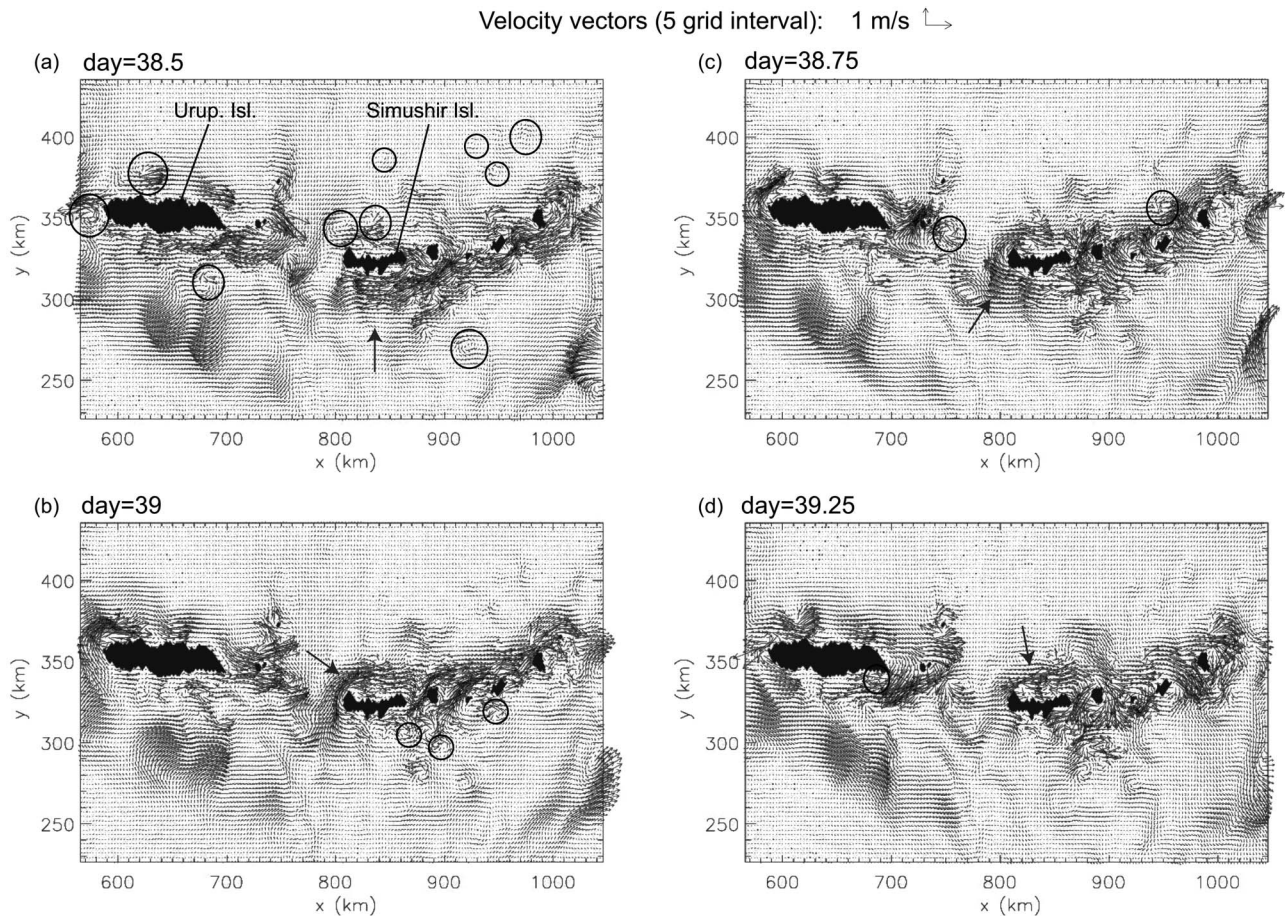 Velocity vectors (5 grid interval): 1 m/s
(a) day=38.5
Urup. Isl. Simushir Isl.
400
350
300
250
y (km)
600 700 800 900 1000
x (km)
(c) day=38.75
400
350
300
250
y (km)
600 700 800 900 1000
x (km)
(b) day=39
400
350
300
250
y (km)
600 700 800 900 1000
x (km)
(d) day=39.25
400
350
300
250
y (km)
600 700 800 900 1000
x (km)